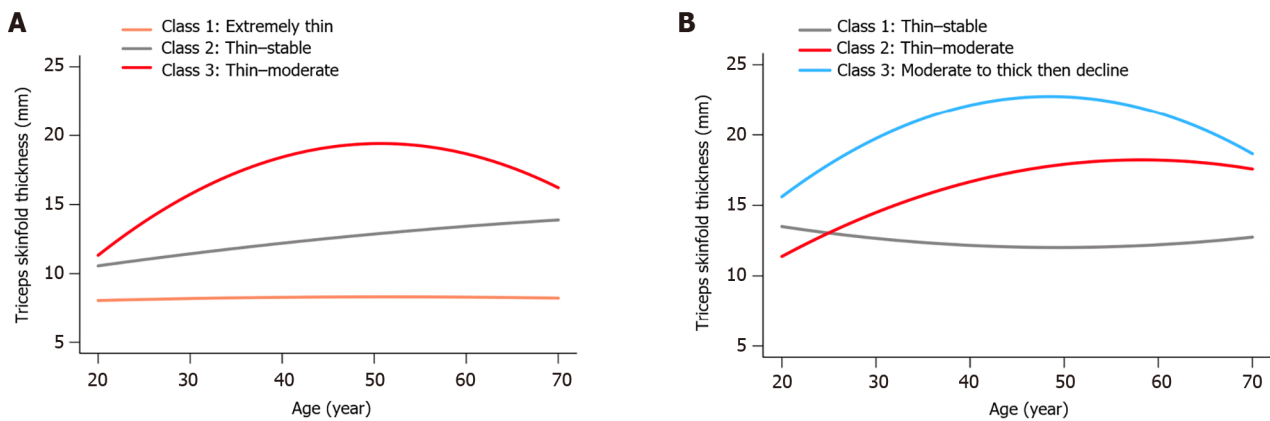 A
Class 1: Extremely thin
Class 2: Thin–stable
Class 3: Thin–moderate
25
20
15
10
5
Triceps skinfold thickness (mm)
20 30 40 50 60 70
Age (year)
B
Class 1: Thin–stable
Class 2: Thin–moderate
Class 3: Moderate to thick then decline
25
20
15
10
5
Triceps skinfold thickness (mm)
20 30 40 50 60 70
Age (year)